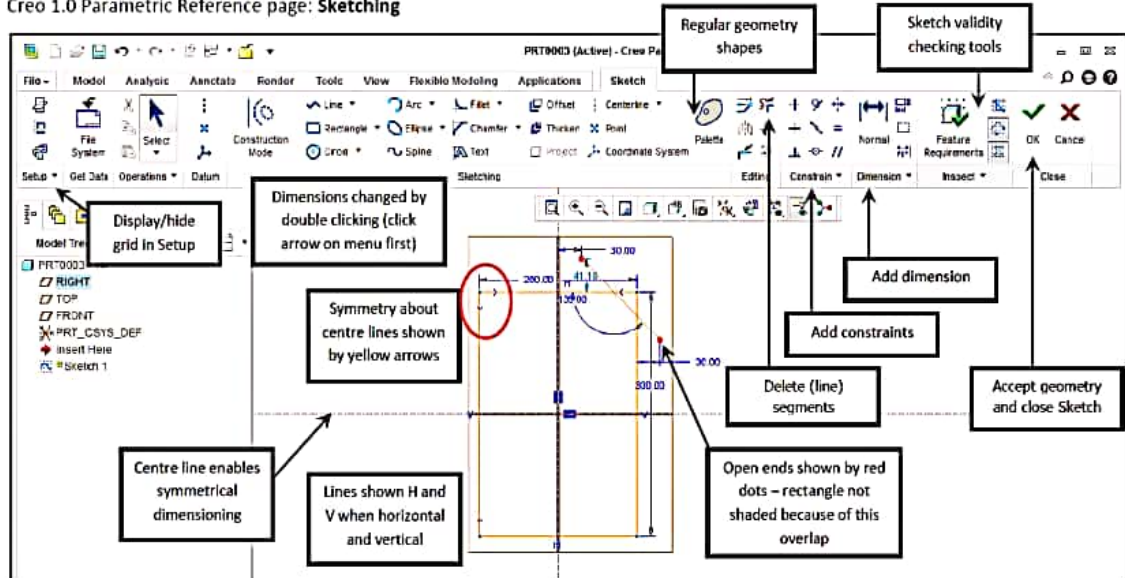 Creo 1.0 Parametric Reference page: Sketching
Regular geometry
shapes
Sketch validity
checking tools
PRT0003 (Active) - Creo Pa
File
Model
Analysis
Annotate
Render
Tools
View
Flexible Modeling
Applications
Sketch
File
System
Select
Construction
Mode
Line
Arc
Fillet
Offset
Centerline
Rectangle
Ellipse
Chamfer
Thicken
Point
Circle
Spline
Text
Project
Coordinate System
Palette
Normal
Feature
Requirements
OK
Cancel
Setup
Get Data
Operations
Datum
Sketching
Editing
Constrain
Dimension
Inspect
Close
Display/hide
grid in Setup
Dimensions changed by
double clicking (click
arrow on menu first)
Model Tre
PRT0003
RIGHT
TOP
FRONT
PRT_CSYS_DEF
Insert Here
Sketch 1
Symmetry about
centre lines shown
by yellow arrows
30.00
200.00
41.10
30.00
300.00
H
V
V
H
Add dimension
Add constraints
Delete (line)
segments
Accept geometry
and close Sketch
Centre line enables
symmetrical
dimensioning
Lines shown H and
V when horizontal
and vertical
Open ends shown by red
dots – rectangle not
shaded because of this
overlap